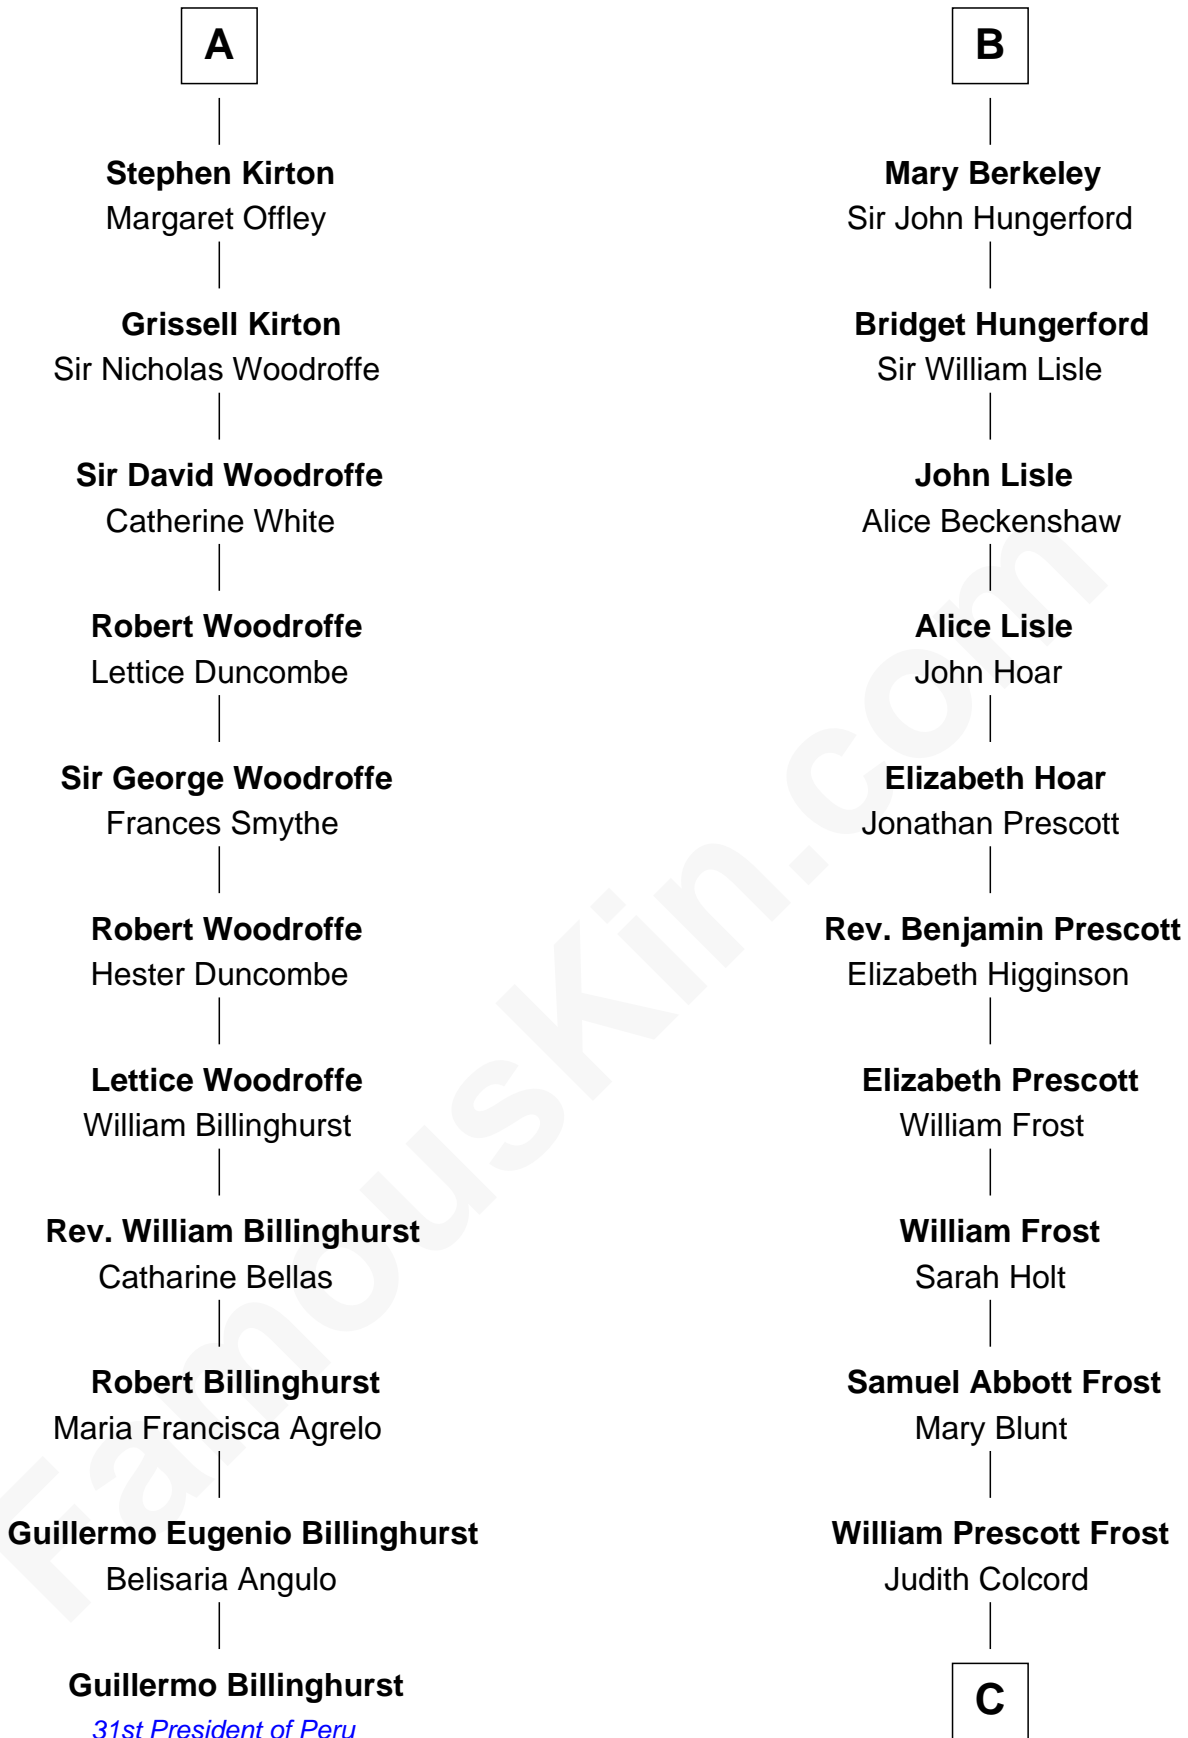 A
Stephen Kirton
Margaret Offley
Grissell Kirton
Sir Nicholas Woodroffe
Sir David Woodroffe
Catherine White
Robert Woodroffe
Lettice Duncombe
Sir George Woodroffe
Frances Smythe
Robert Woodroffe
Hester Duncombe
Lettice Woodroffe
William Billinghurst
Rev. William Billinghurst
Catharine Bellas
Robert Billinghurst
Maria Francisca Agrelo
Guillermo Eugenio Billinghurst
Belisaria Angulo
Guillermo Billinghurst
31st President of Peru
B
Mary Berkeley
Sir John Hungerford
Bridget Hungerford
Sir William Lisle
John Lisle
Alice Beckenshaw
Alice Lisle
John Hoar
Elizabeth Hoar
Jonathan Prescott
Rev. Benjamin Prescott
Elizabeth Higginson
Elizabeth Prescott
William Frost
William Frost
Sarah Holt
Samuel Abbott Frost
Mary Blunt
William Prescott Frost
Judith Colcord
C
FamousKin.com